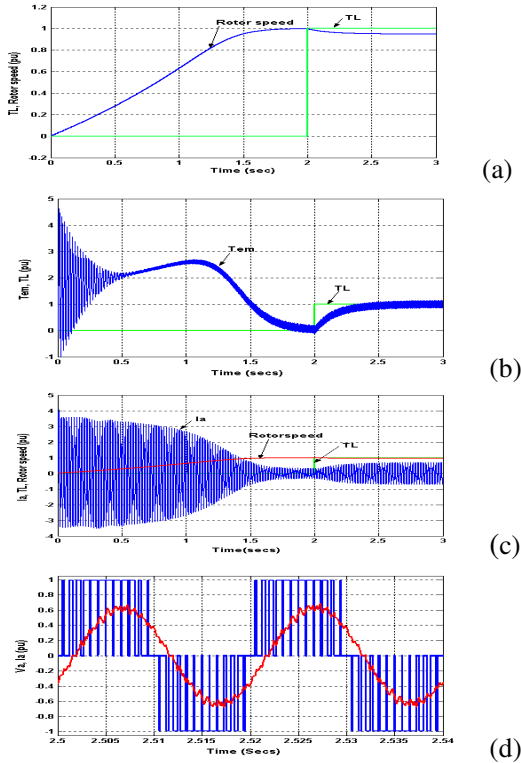 TL, Rotor speed (pu)
1.2
1
0.8
0.6
0.4
0.2
0
0.2
Rotor speed
TL
0 0.5 1 1.5 2 2.5 3
Time (sec)
(a)
Tem, TL (pu)
5
4
3
2
1
0
-1
Tem
TL
0 0.5 1 1.5 2 2.5 3
Time (secs)
(b)
Ia, TL, Rotor speed (pu)
4
3
2
1
0
-1
-2
-3
-4
Ia
Rotorspeed
TL
0 0.5 1 1.5 2 2.5 3
Time(secs)
(c)
Va, Ia (pu)
1
0.8
0.6
0.4
0.2
0
-0.2
-0.4
-0.6
-0.8
-1
2.5 2.505 2.51 2.515 2.52 2.525 2.53 2.535 2.54
Time (Secs)
(d)